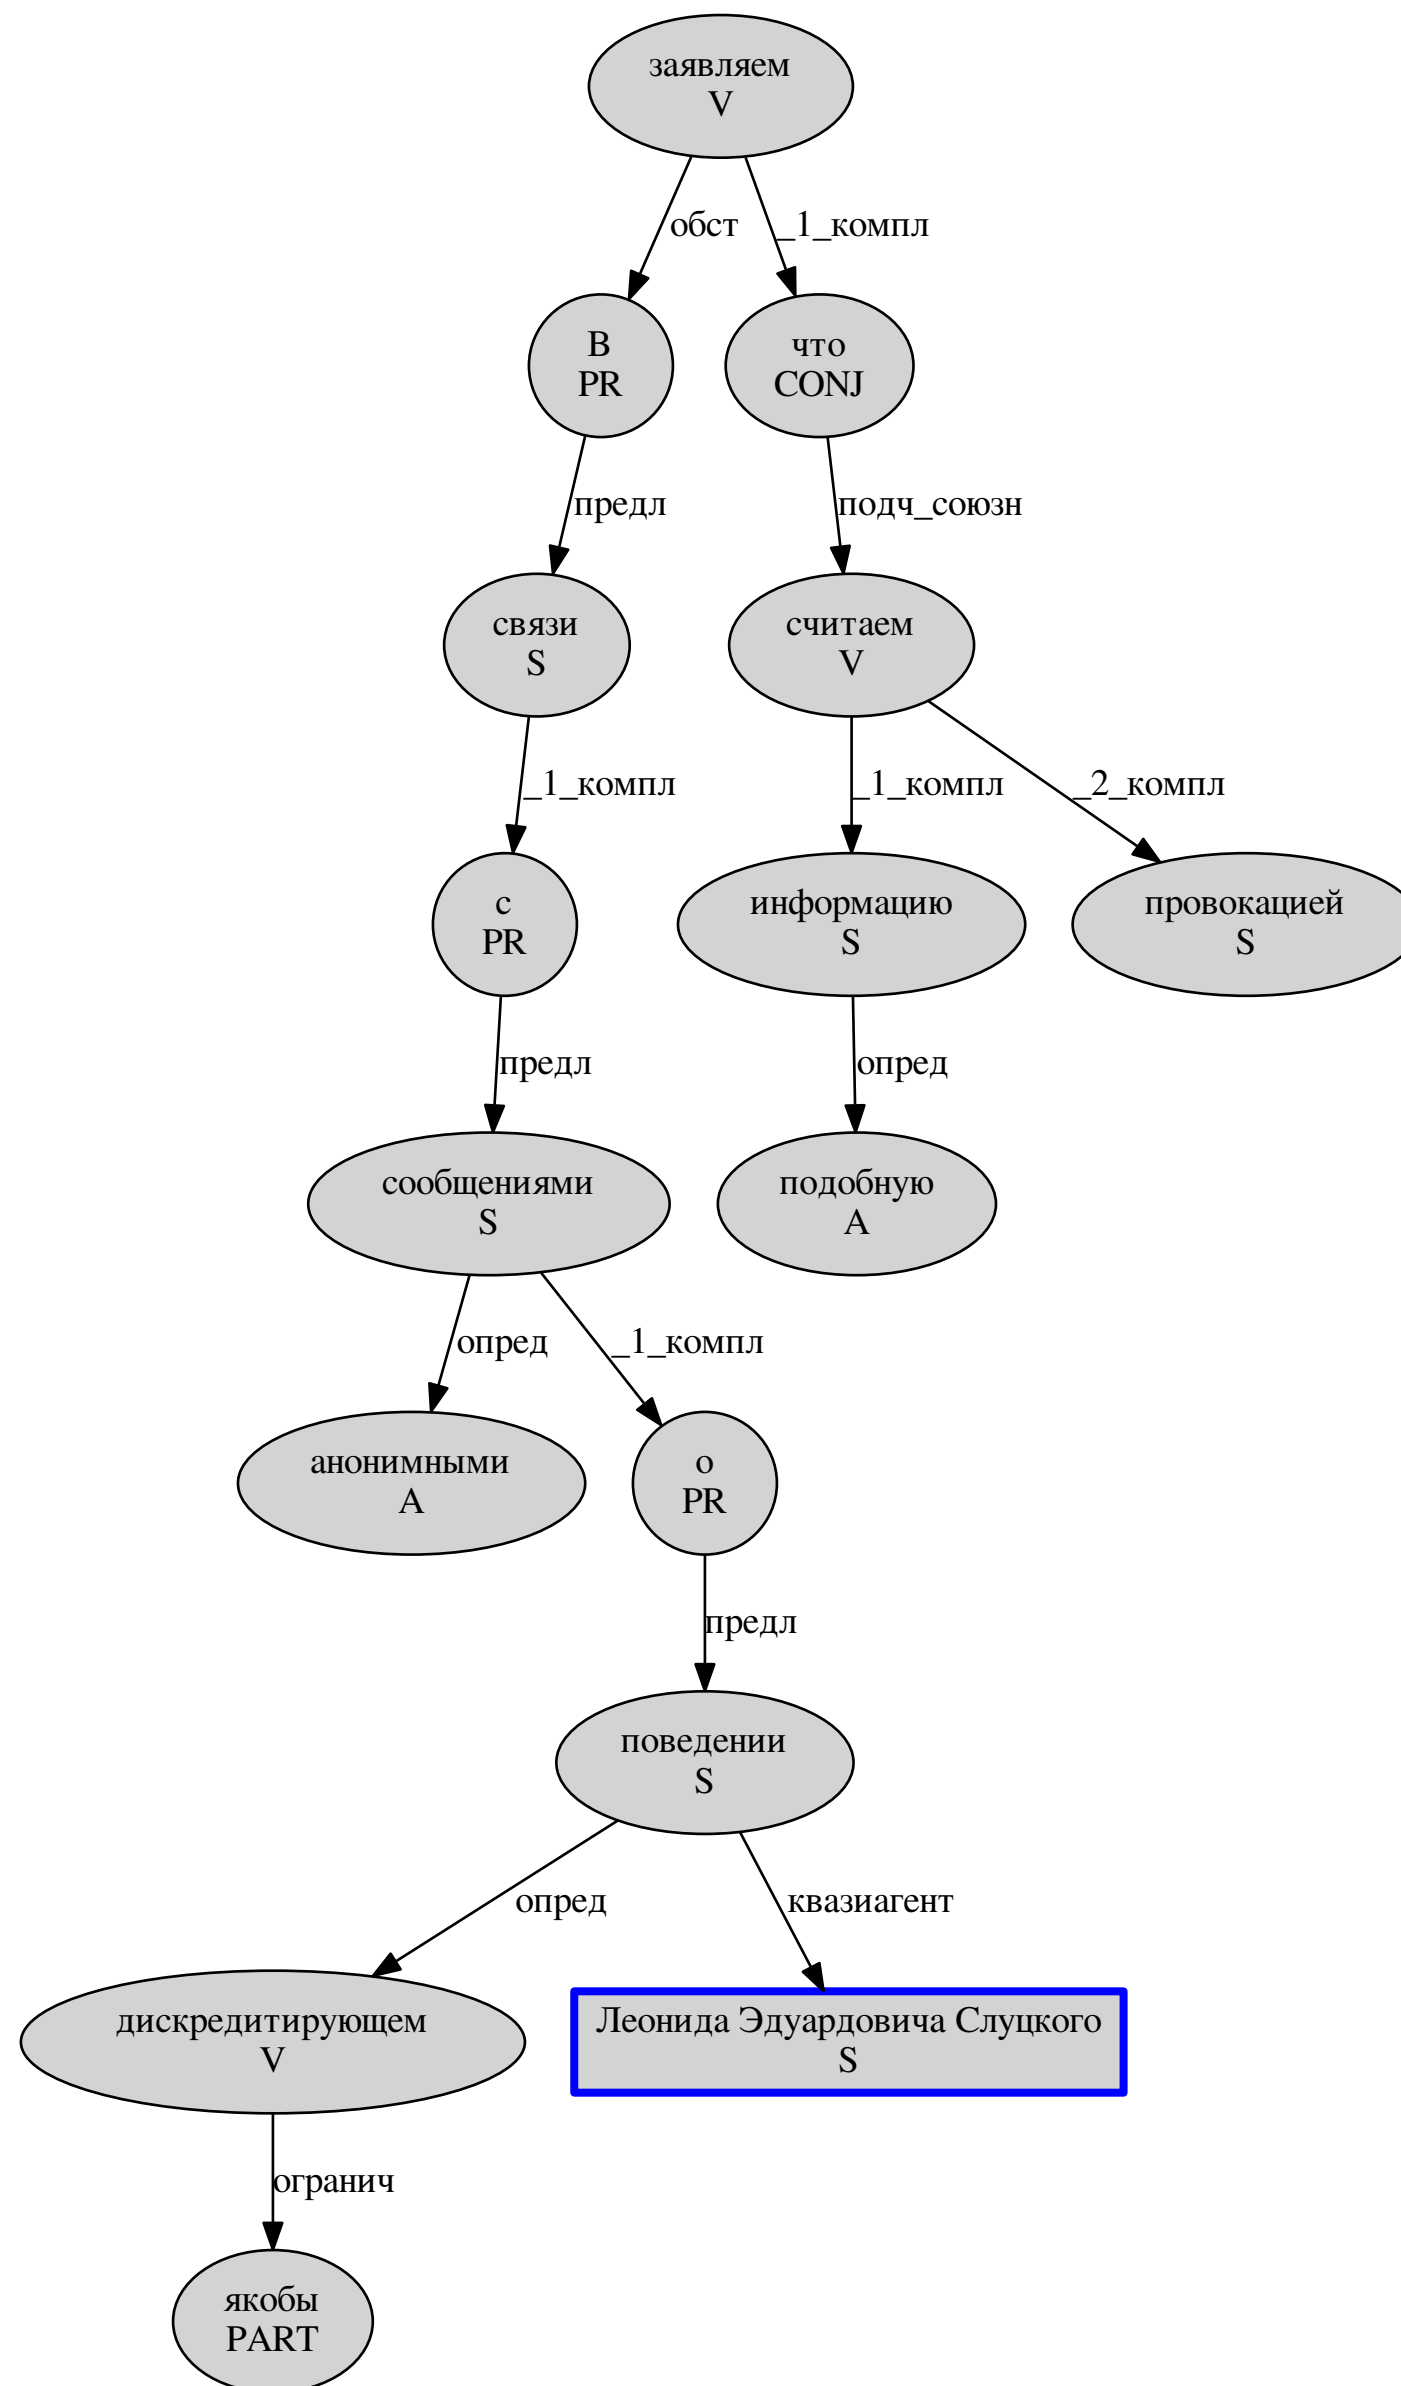 заявляем
V
обст
_1_компл
В
PR
что
CONJ
предл
подч_союзн
связи
S
считаем
V
_1_компл
_1_компл
_2_компл
с
PR
информацию
S
провокацией
S
предл
опред
сообщениями
S
подобную
A
опред
_1_компл
анонимными
A
о
PR
предл
поведении
S
опред
квазиагент
дискредитирующем
V
Леонида Эдуардовича Слуцкого
S
огранич
якобы
PART